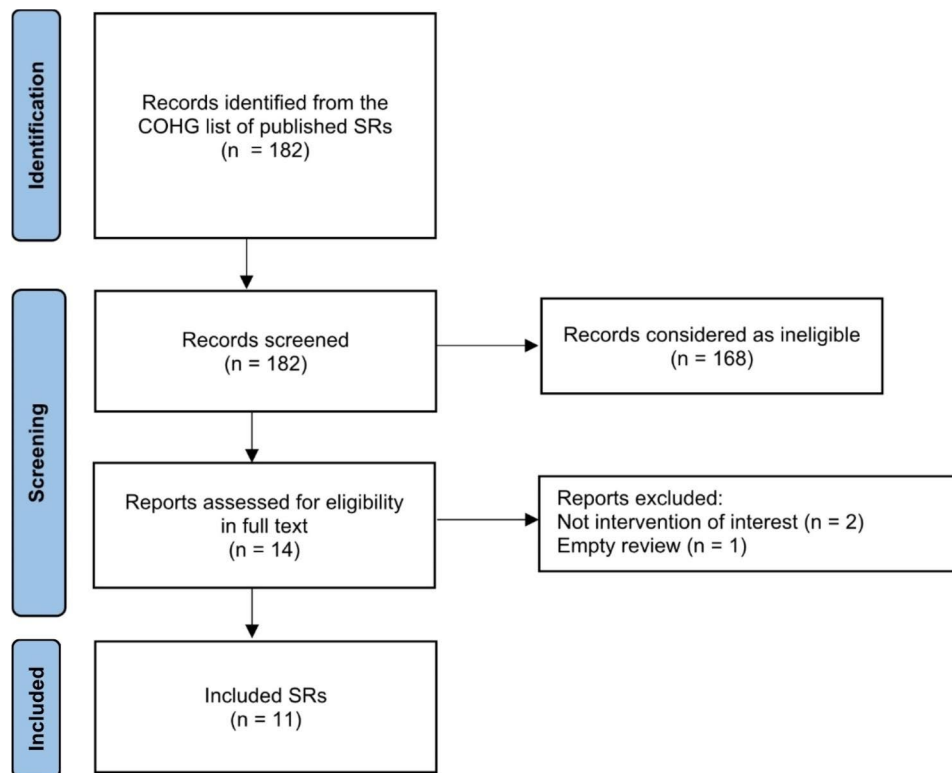 Identification
Records identified from the
COHG list of published SRs
(n = 182)
Screening
Records screened
(n = 182)
Records considered as ineligible
(n = 168)
Reports assessed for eligibility
in full text
(n = 14)
Reports excluded:
Not intervention of interest (n = 2)
Empty review (n = 1)
Included
Included SRs
(n = 11)